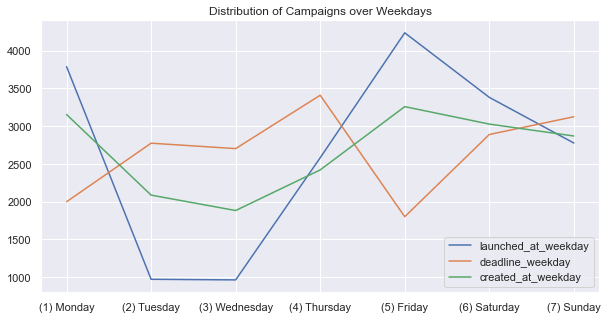 Distribution of Campaigns over Weekdays
4000
3500
3000
2500
2000
1500
1000
launched_at_weekday
deadline_weekday
created_at_weekday
(1) Monday (2) Tuesday (3) Wednesday (4) Thursday (5) Friday (6) Saturday (7) Sunday